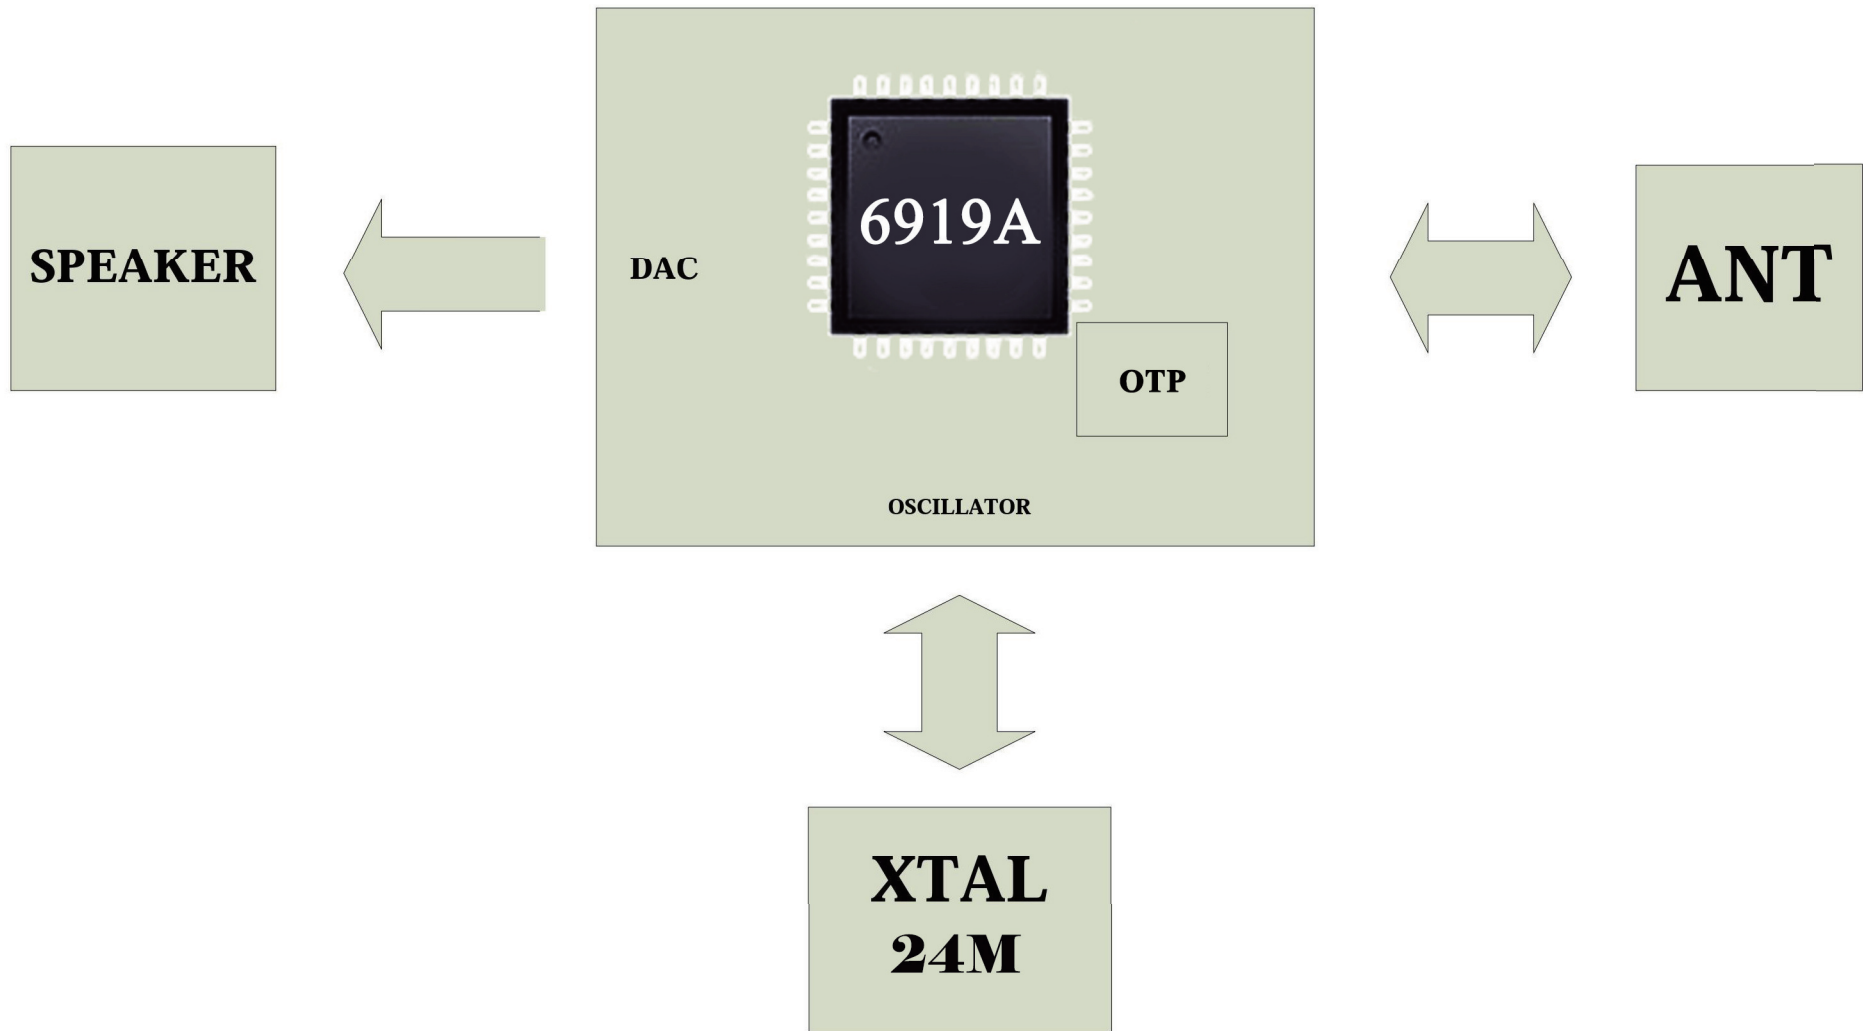 6919A
SPEAKER
DAC
ANT
OTP
OSCILLATOR
XTAL
24M